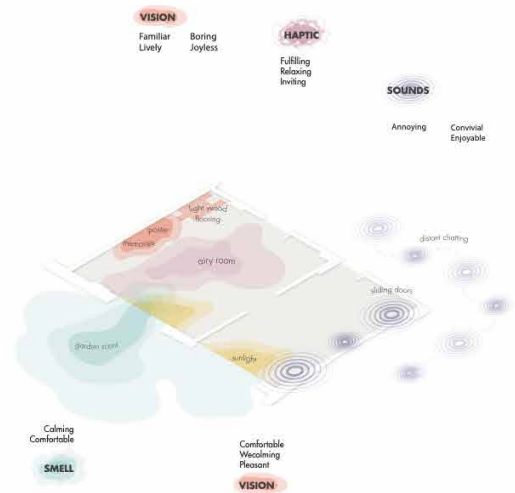 VISION
Familiar Boring
Lively Joyless
HAPTIC
Fulfilling
Relaxing
Inviting
SOUNDS
Annoying Convivial
Enjoyable
light wood
flooring
poster
memories
airy room
distant chatting
sliding doors
garden scent
sunlight
Calming
Comfortable
SMELL
Comfortable
Wecolming
Pleasant
VISION